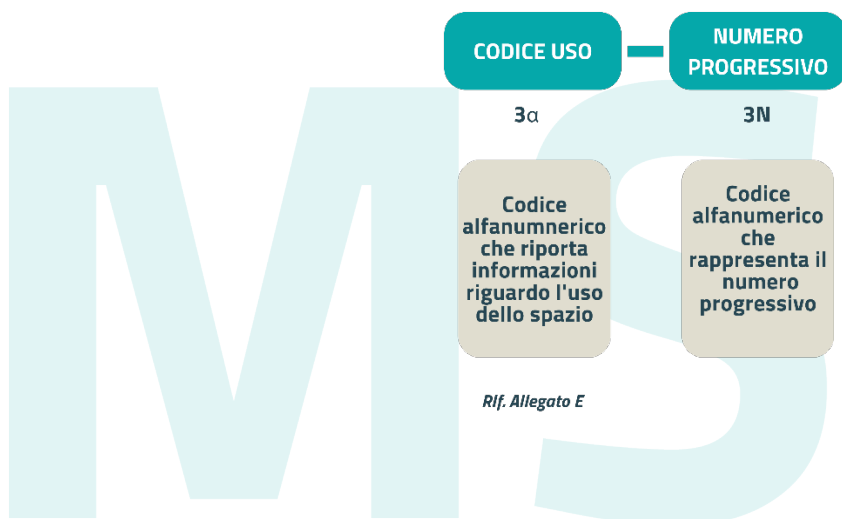 CODICE USO
NUMERO
PROGRESSIVO
3α
3N
Codice
alfanumnerico
che riporta
informazioni
riguardo l'uso
dello spazio
Codice
alfanumerico
che
rappresenta il
numero
progressivo
Rif. Allegato E
MS